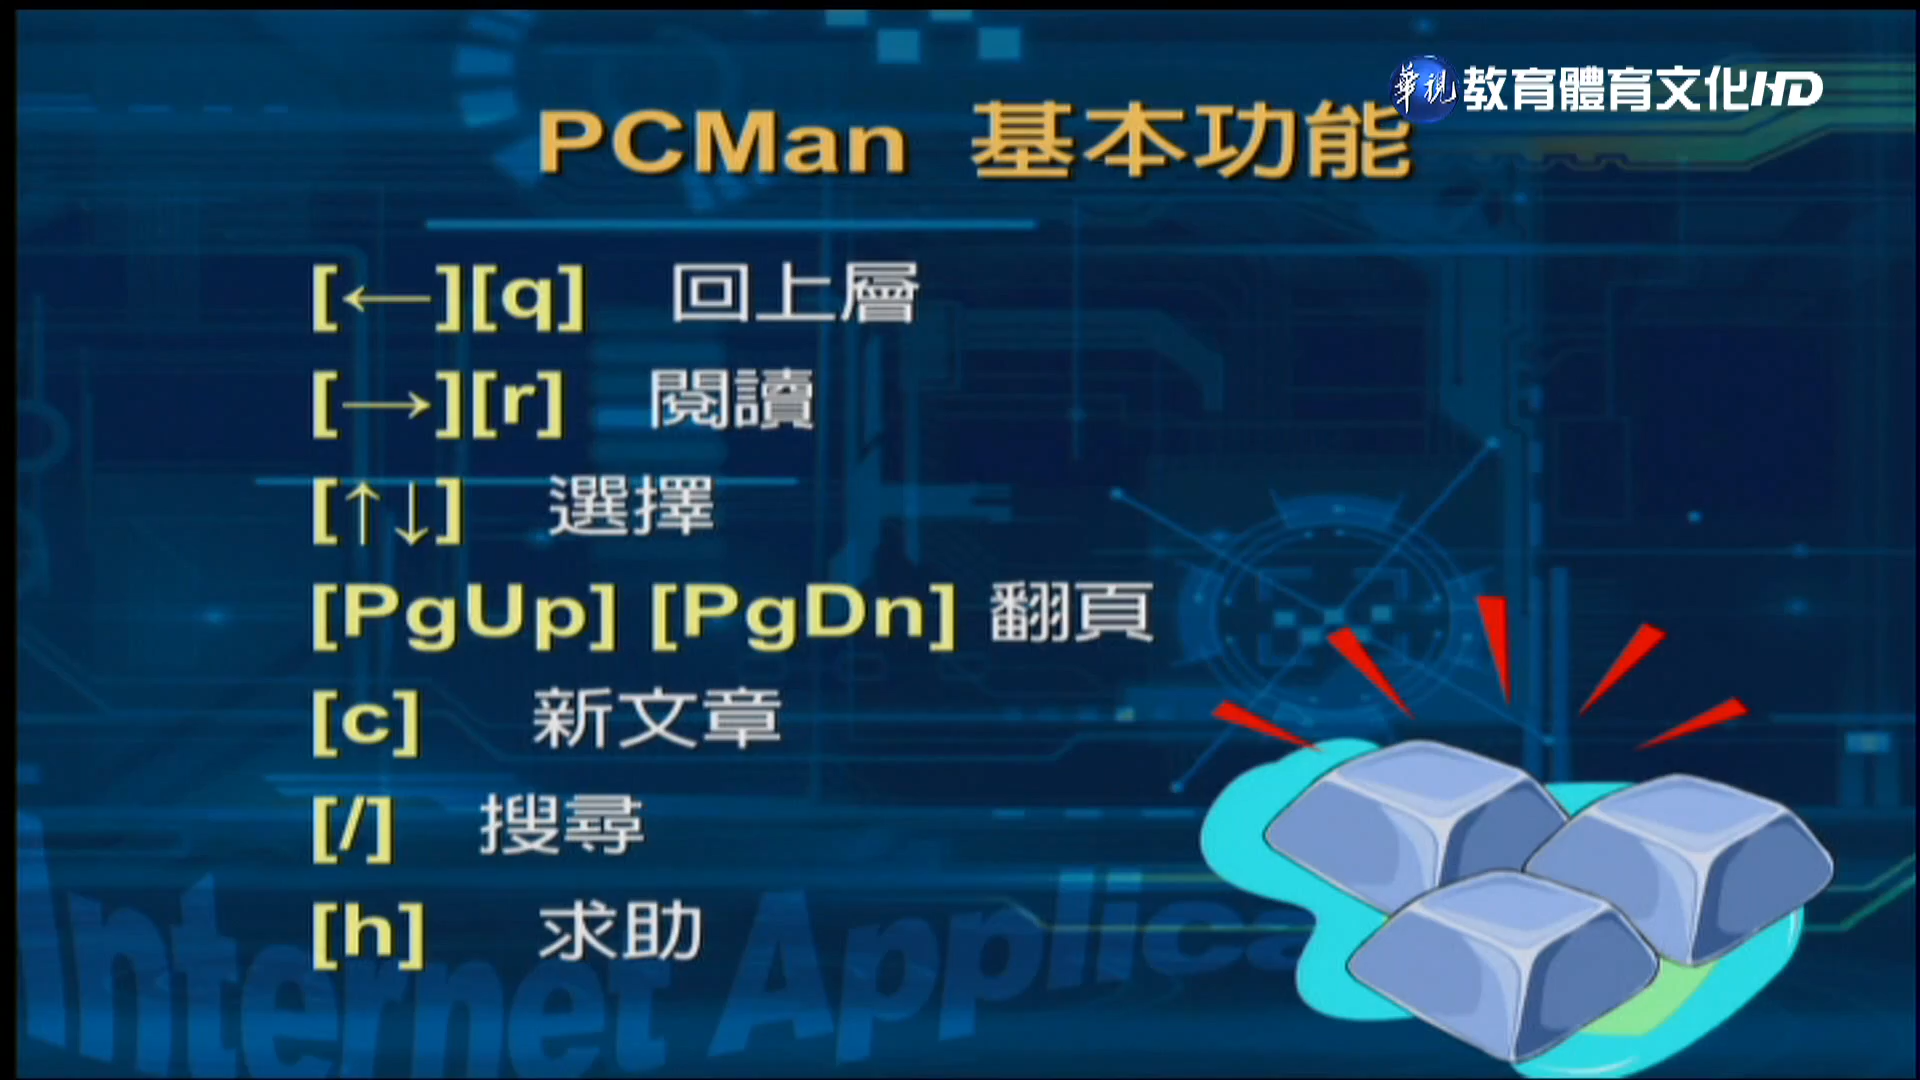 華視 教育體育文化HD
PCMan 基本功能
[←][q] 回上層
[→][r] 閱讀
[↑↓] 選擇
[PgUp] [PgDn] 翻頁
[c] 新文章
[/] 搜尋
[h] 求助
Internet Applica